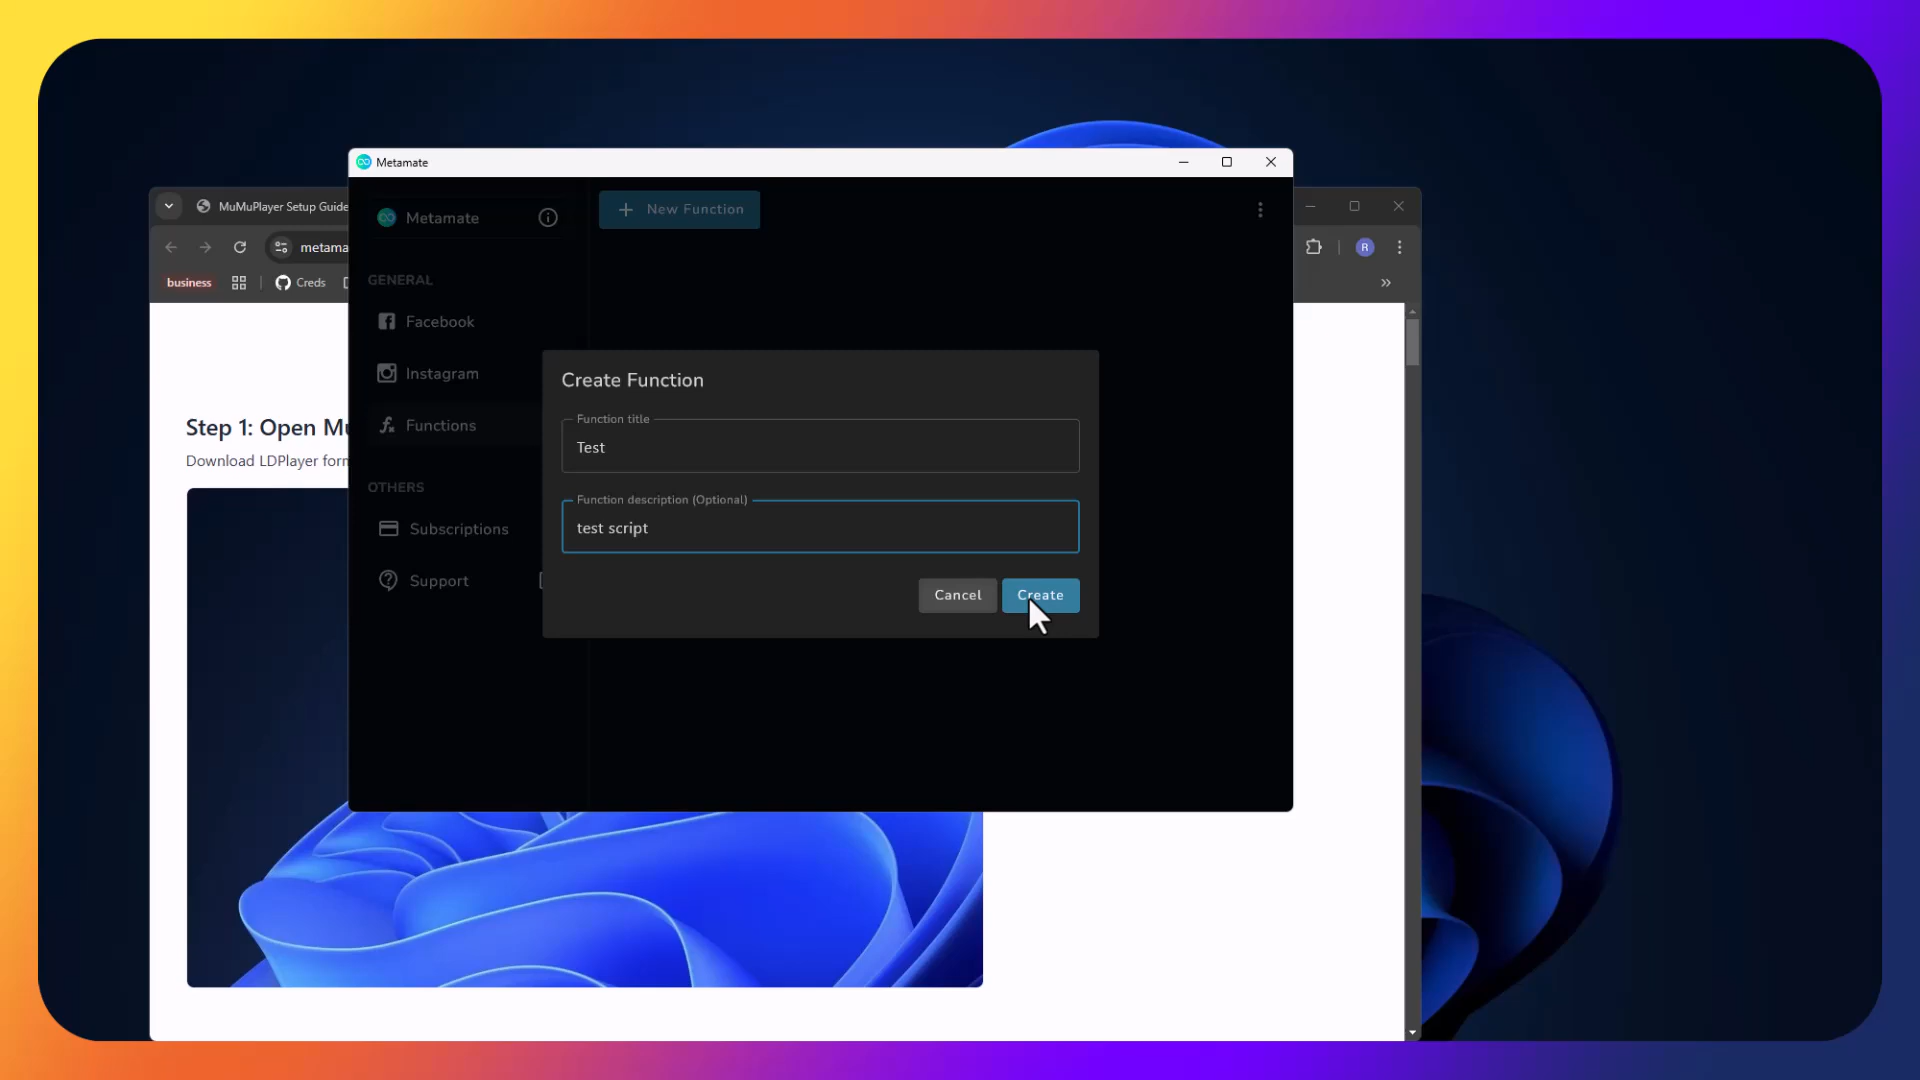 Metamate
MuMuPlayer Setup Guide
metama
business
Creds
R
Metamate
New Function
GENERAL
Facebook
Instagram
Functions
OTHERS
Subscriptions
Support
Create Function
Function title
Test
Function description (Optional)
test script
Cancel
Create
Step 1: Open Mu
Download LDPlayer form